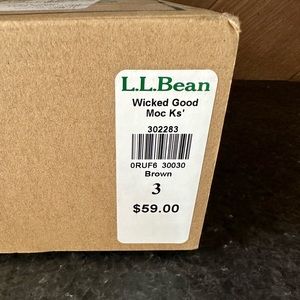 L.L.Bean
Wicked Good
Moc Ks'
302283
0RUF6 30030
Brown
3
$59.00